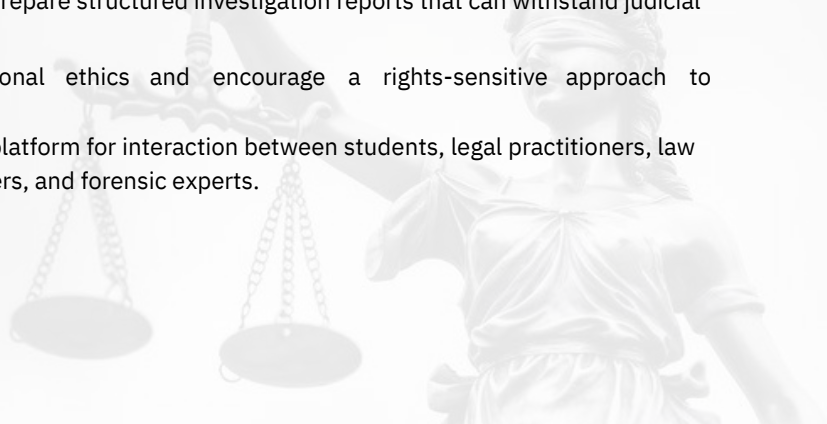 repare structured investigation reports that can withstand judicial
onal ethics and encourage a rights-sensitive approach to
latform for interaction between students, legal practitioners, law
ers, and forensic experts.